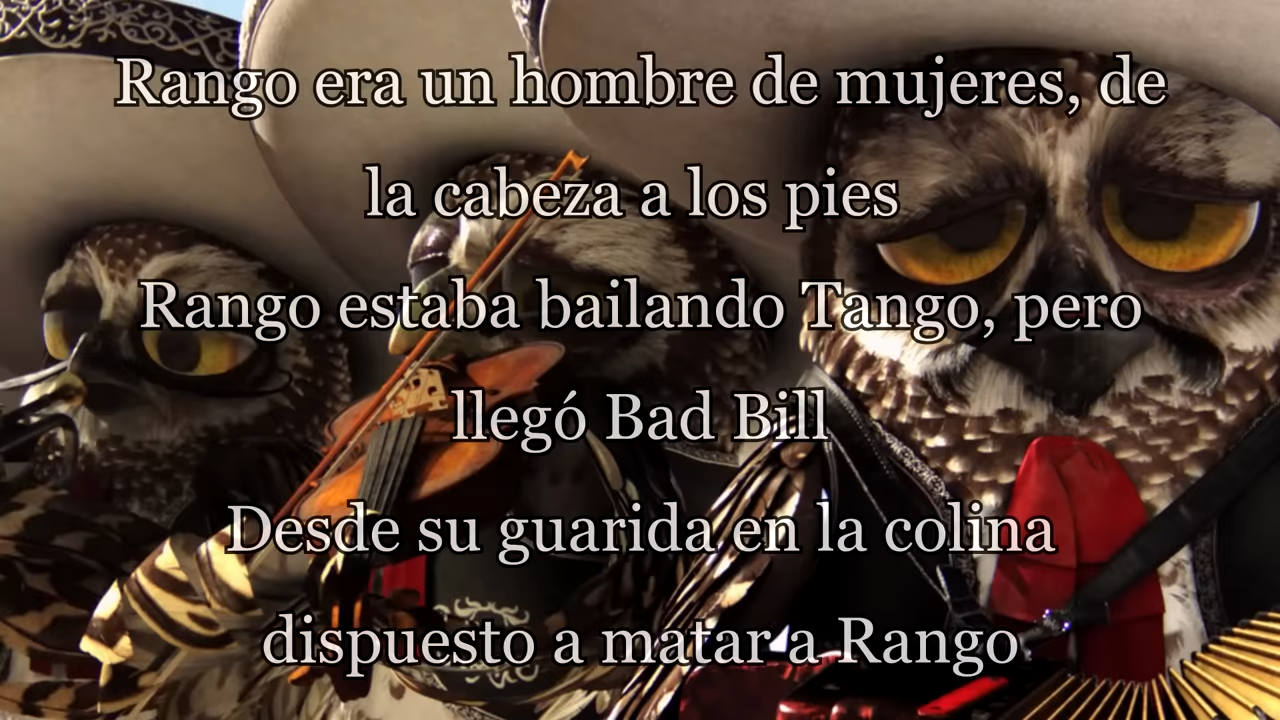 Rango era un hombre de mujeres, de
la cabeza a los pies
Rango estaba bailando Tango, pero
llegó Bad Bill
Desde su guarida en la colina
dispuesto a matar a Rango